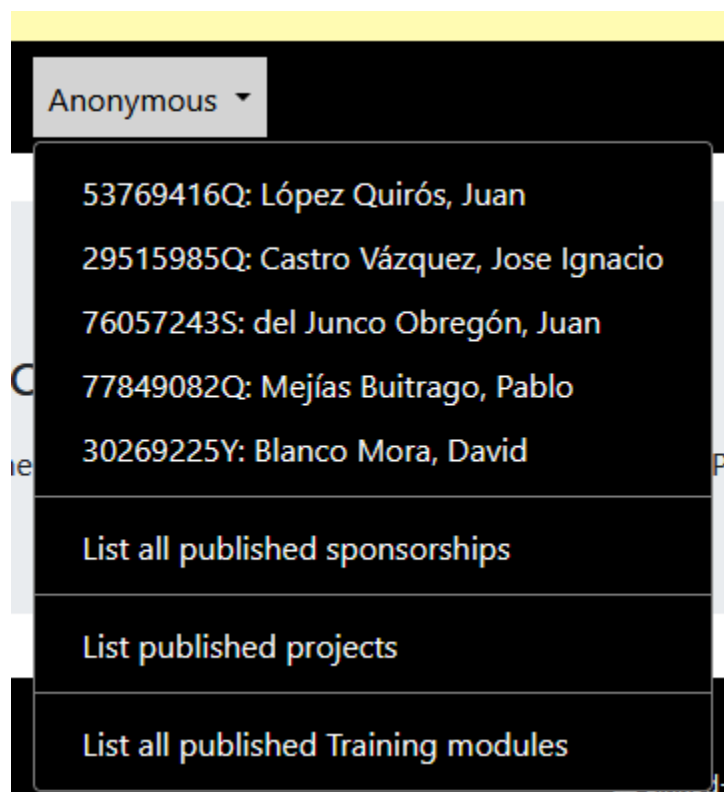 Anonymous
53769416Q: López Quirós, Juan
29515985Q: Castro Vázquez, Jose Ignacio
76057243S: del Junco Obregón, Juan
77849082Q: Mejías Buitrago, Pablo
30269225Y: Blanco Mora, David
List all published sponsorships
List published projects
List all published Training modules